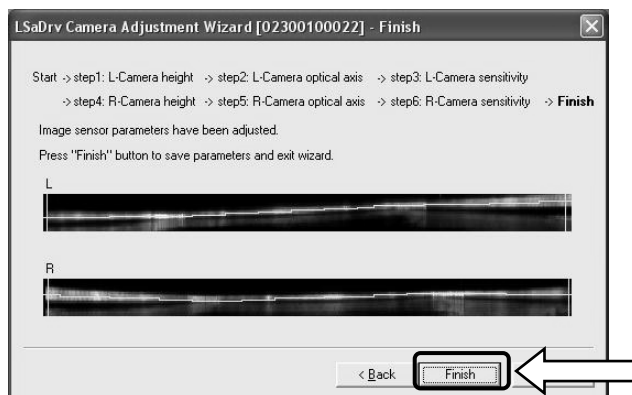 LSaDrv Camera Adjustment Wizard [02300100022] - Finish
Start -> step1: L-Camera height -> step2: L-Camera optical axis -> step3: L-Camera sensitivity
-> step4: R-Camera height -> step5: R-Camera optical axis -> step6: R-Camera sensitivity -> Finish
Image sensor parameters have been adjusted.
Press "Finish" button to save parameters and exit wizard.
L
R
< Back Finish